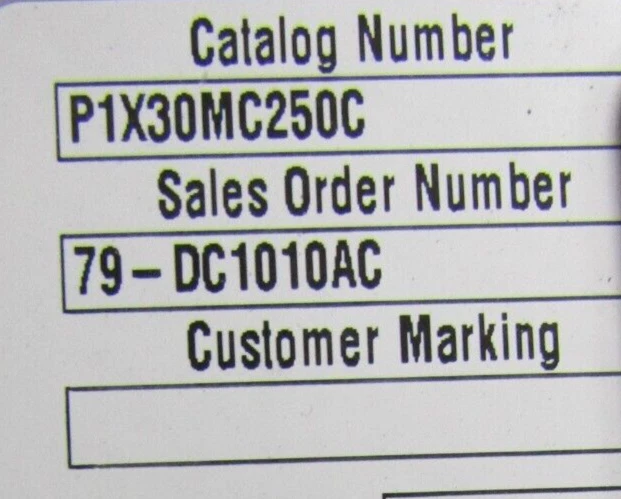 Catalog Number
P1X30MC250C
Sales Order Number
79-DC1010AC
Customer Marking